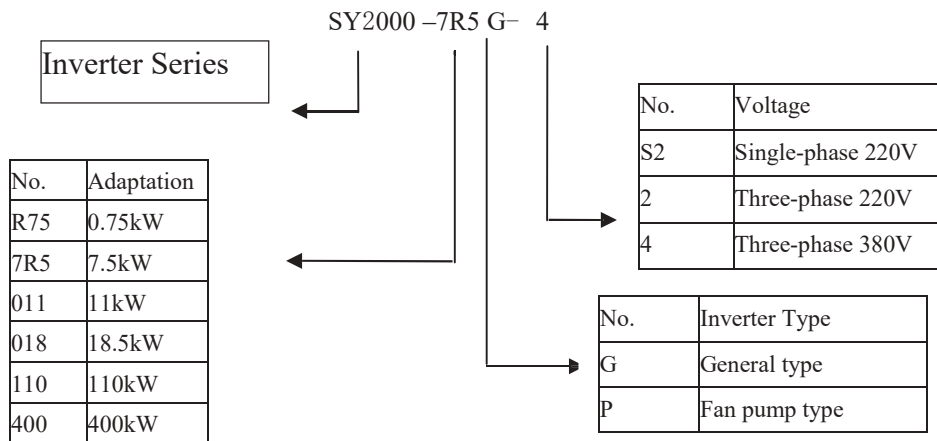 SY2000 –7R5 G- 4
Inverter Series
No. Adaptation
R75 0.75kW
7R5 7.5kW
011 11kW
018 18.5kW
110 110kW
400 400kW
No. Voltage
S2 Single-phase 220V
2 Three-phase 220V
4 Three-phase 380V
No. Inverter Type
G General type
P Fan pump type